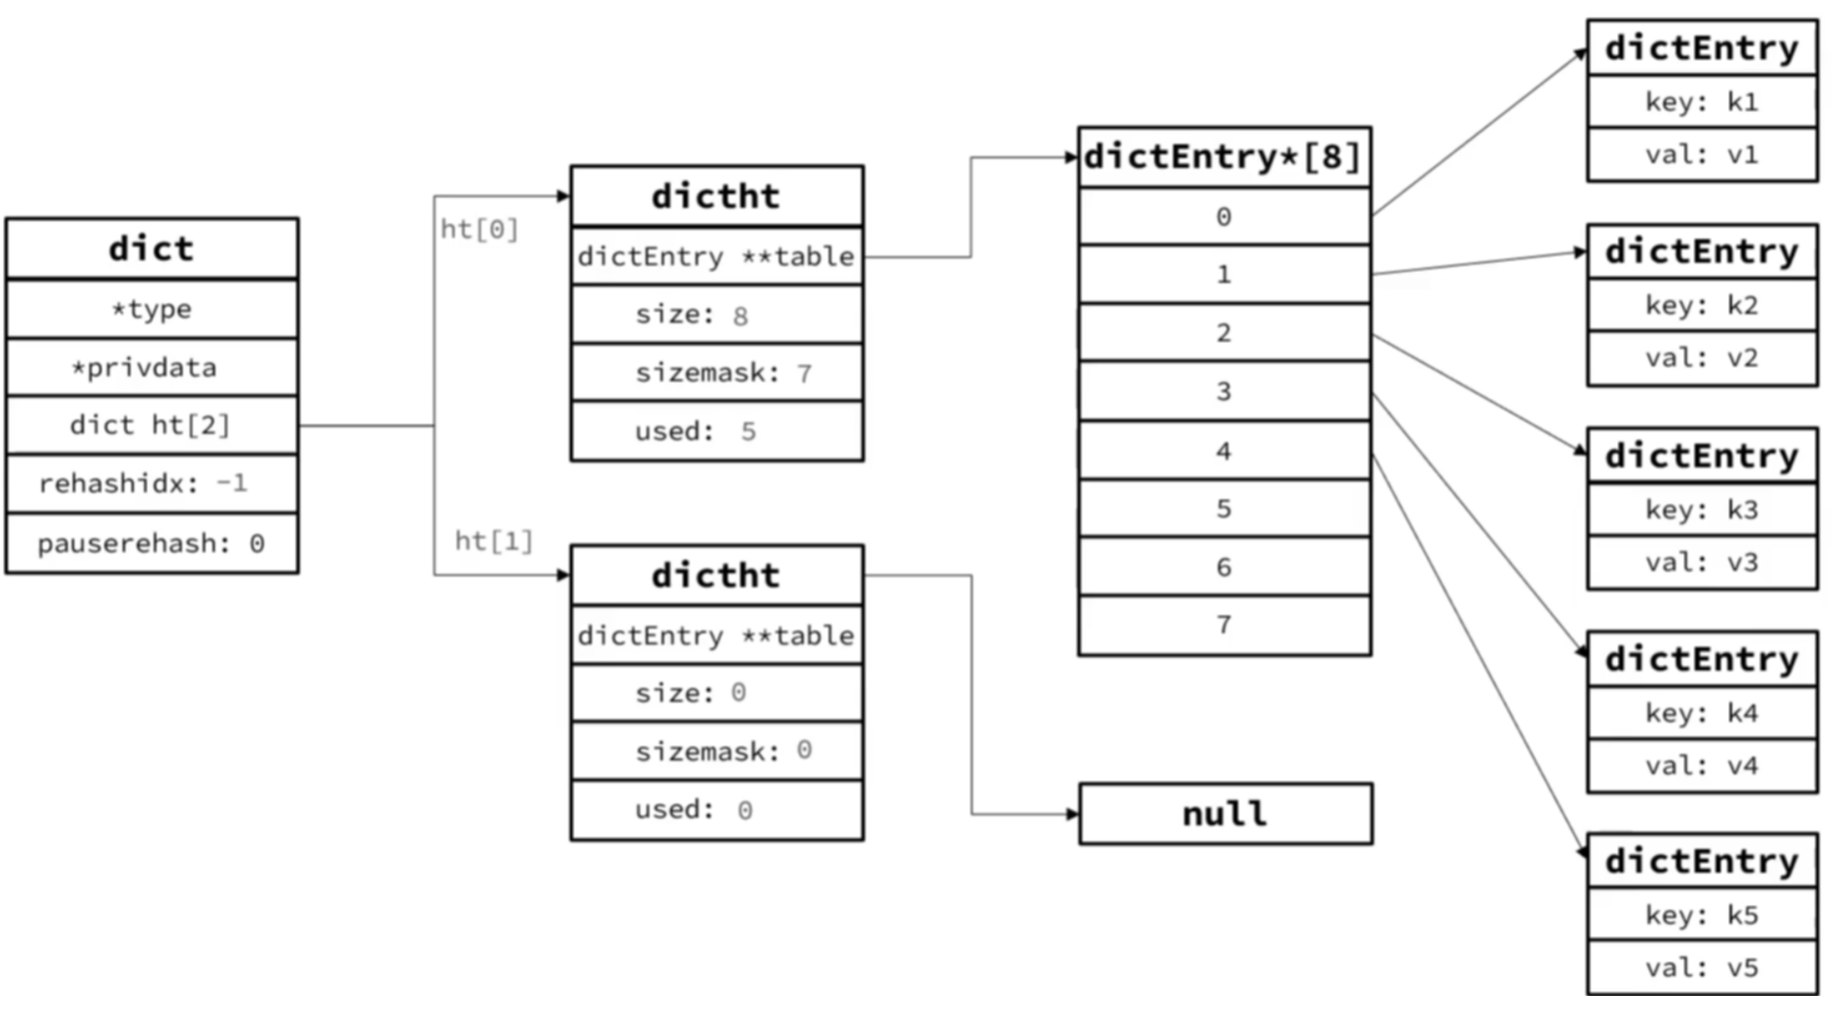 dict
*type
*privdata
dict ht[2]
rehashidx: -1
pauserehash: 0
ht[0]
dictht
dictEntry **table
size: 8
sizemask: 7
used: 5
ht[1]
dictht
dictEntry **table
size: 0
sizemask: 0
used: 0
dictEntry*[8]
0
1
2
3
4
5
6
7
null
dictEntry
key: k1
val: v1
dictEntry
key: k2
val: v2
dictEntry
key: k3
val: v3
dictEntry
key: k4
val: v4
dictEntry
key: k5
val: v5